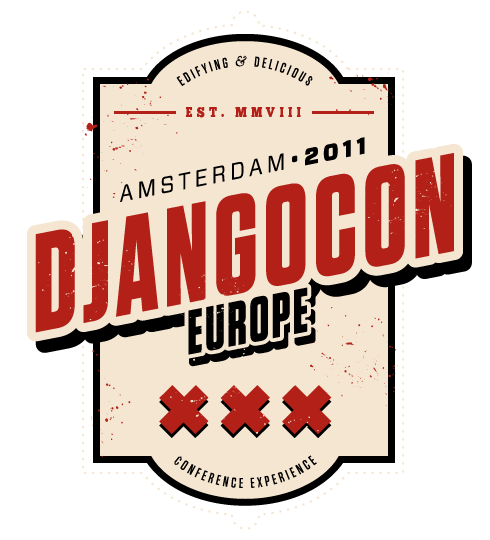 EDIFYING & DELICIOUS
EST. MMVIII
AMSTERDAM·2011
DJANGOCON
EUROPE
CONFERENCE EXPERIENCE